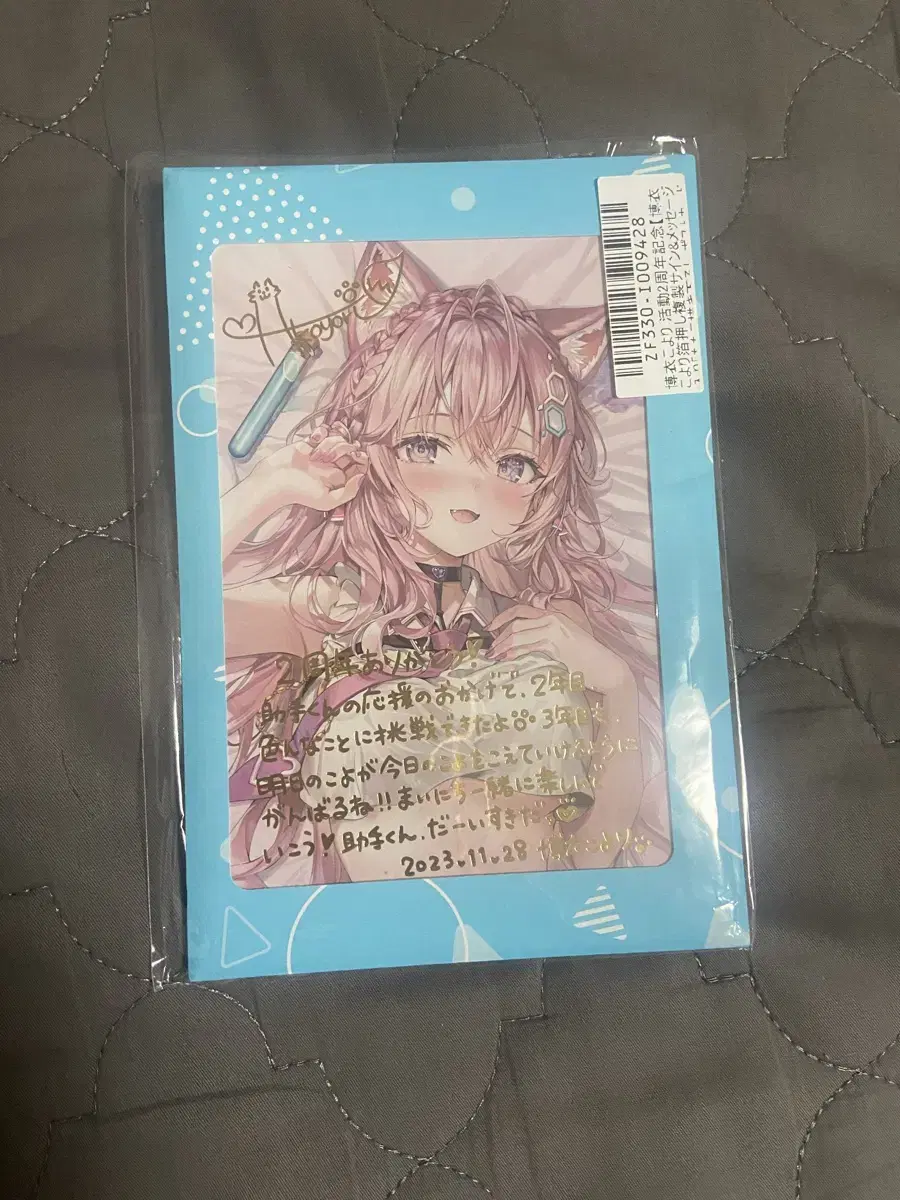 Koyori
ZF330-I009428
博衣こより 活動2周年記念【博衣
こより箔押し複製サイン&メッセージ
2周年ありがとう!
助手くんの応援のおかげで、2年目
色んなことに挑戦できたよ 3年目も、
明日のこよが今日のこよをこえていけるように
がんばるね!!まいにち一緒に楽しい
いこう♥助手くん、だーいすきだよ
2023.11.28 博衣こより